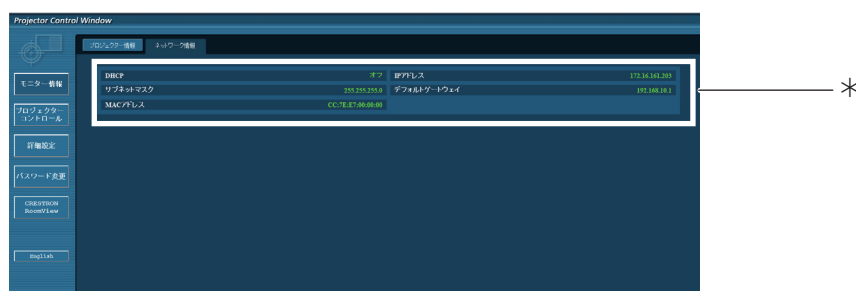 Projector Control Window
プロジェクター情報 ネットワーク情報
DHCP オフ IPアドレス 172.16.161.203
サブネットマスク 255.255.255.0 デフォルトゲートウェイ 192.168.10.1
MACアドレス CC:7E:E7:00:00:00
モニター情報
プロジェクター
コントロール
詳細設定
パスワード変更
CRESTRON
RoomView
English
*